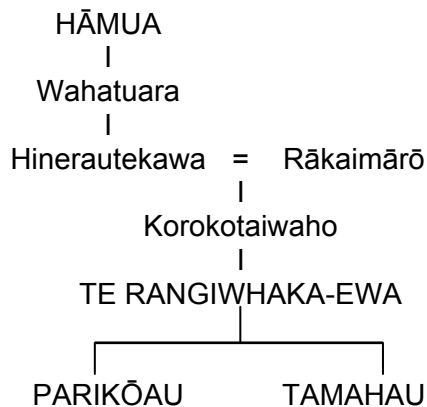 HĀMUA
Wahatuara
Hinerautekawa = Rākaimārō
Korokotaiwaho
TE RANGIWHAKA-EWA
PARIKŌAU TAMAHAU